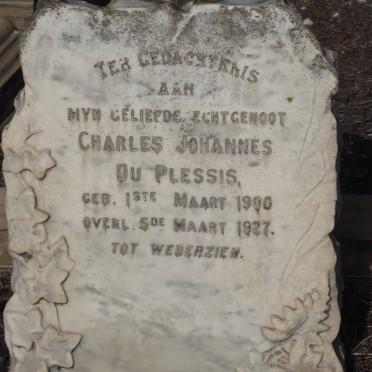 TER GEDACHTENIS
AAN
MYN GELIEFDE ECHTGENOOT
CHARLES JOHANNES
DU PLESSIS,
GEB. 1STE MAART 1900
OVERL. 5DE MAART 1927.
TOT WEDERZIEN.